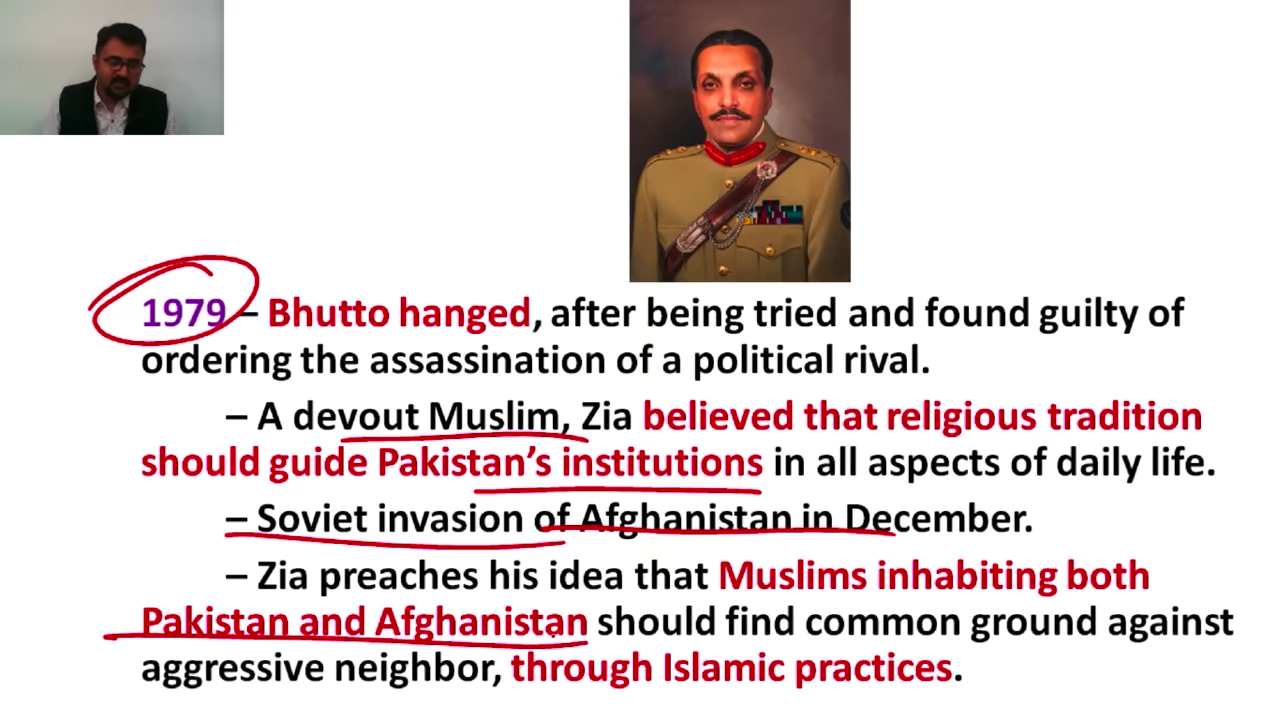 1979 – Bhutto hanged, after being tried and found guilty of
ordering the assassination of a political rival.
– A devout Muslim, Zia believed that religious tradition
should guide Pakistan’s institutions in all aspects of daily life.
– Soviet invasion of Afghanistan in December.
– Zia preaches his idea that Muslims inhabiting both
Pakistan and Afghanistan should find common ground against
aggressive neighbor, through Islamic practices.